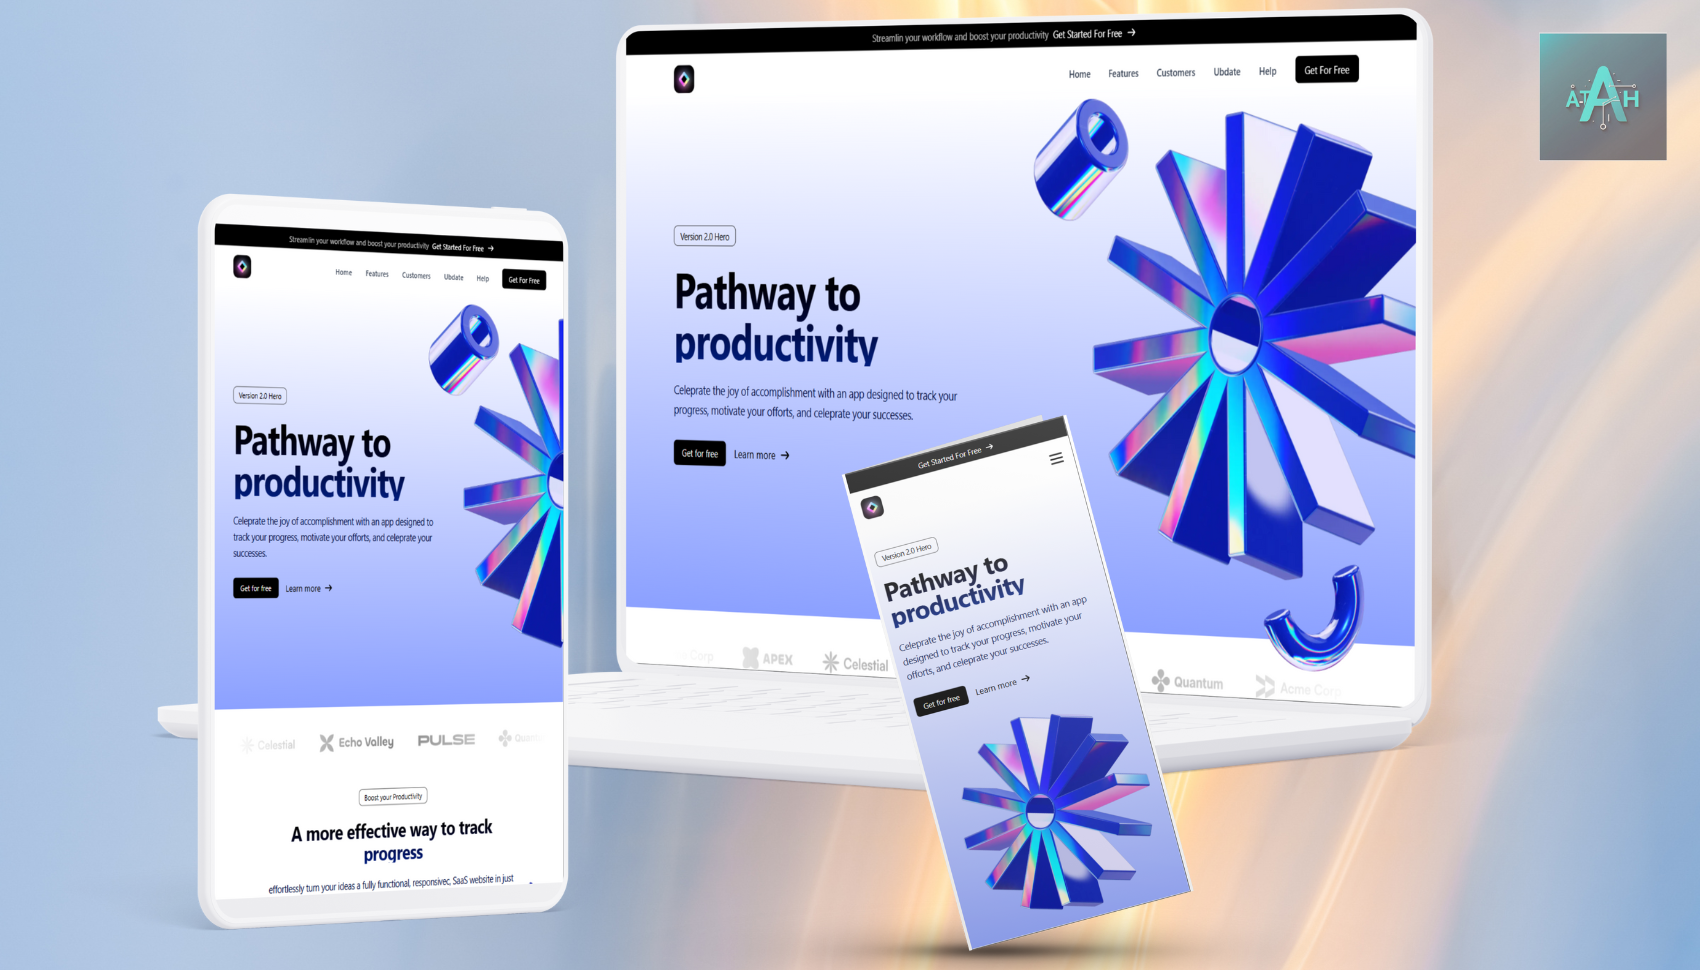 Streamlin your workflow and boost your productivity Get Started For Free →
Home Features Customers Ubdate Help Get For Free
Version 2.0 Hero
Pathway to
productivity
Celeprate the joy of accomplishment with an app designed to track your
progress, motivate your offorts, and celeprate your successes.
Get for free Learn more →
Corp APEX Celestial
Quantum Acme Corp
ATAH
Streamlin your workflow and boost your productivity Get Started For Free →
Home Features Customers Ubdate Help Get For Free
Version 2.0 Hero
Pathway to
productivity
Celeprate the joy of accomplishment with an app designed to
track your progress, motivate your offorts, and celeprate your
successes.
Get for free Learn more →
Celestial Echo Valley PULSE
Boost your Productivity
A more effective way to track
progress
effortlessly turn your ideas a fully functional, responsivec, SaaS website in just
Get Started For Free →
Version 2.0 Hero
Pathway to
productivity
Celeprate the joy of accomplishment with an app
designed to track your progress, motivate your
offorts, and celeprate your successes.
Get for free Learn more →